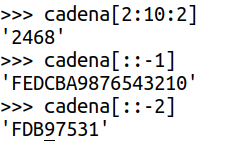 >>> cadena[2:10:2]
'2468'
>>> cadena[::-1]
'FEDCBA9876543210'
>>> cadena[::-2]
'FDB97531'